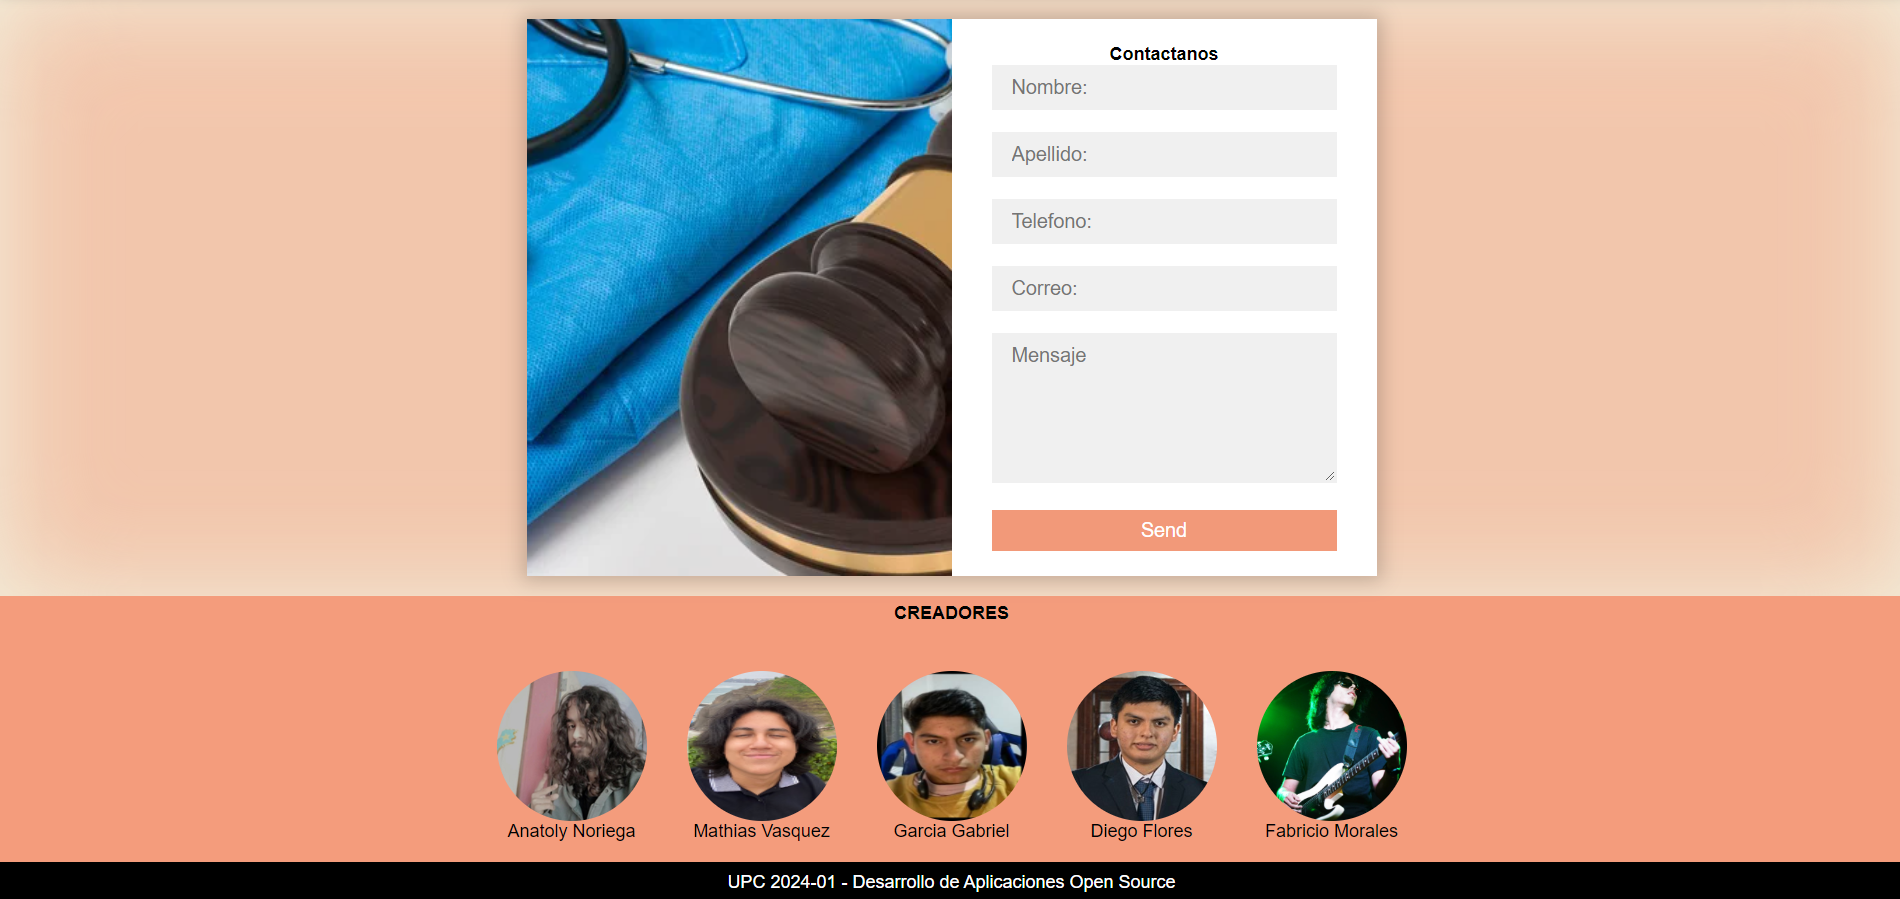 Contactanos
Nombre:
Apellido:
Telefono:
Correo:
Mensaje
Send
CREADORES
Anatoly Noriega
Mathias Vasquez
Garcia Gabriel
Diego Flores
Fabricio Morales
UPC 2024-01 - Desarrollo de Aplicaciones Open Source